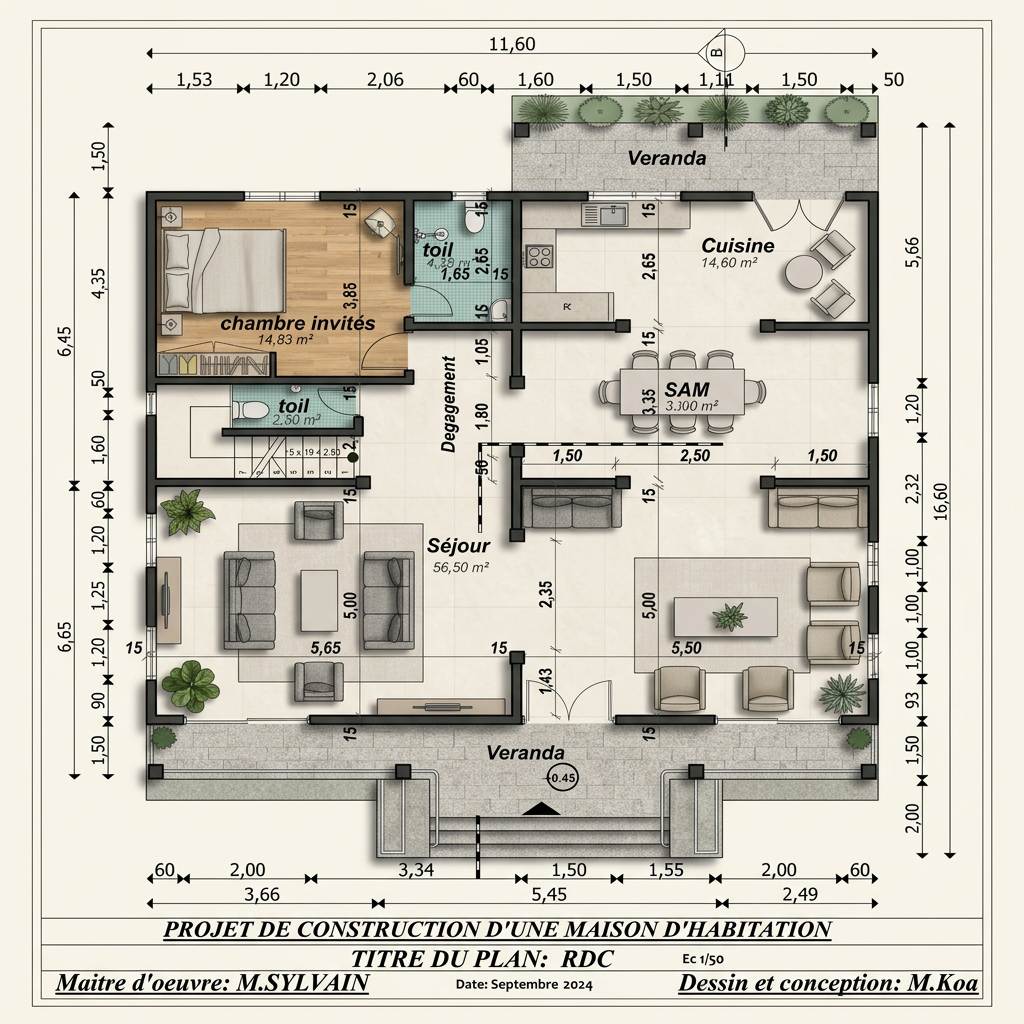 11,60
B
1,53 1,20 2,06 60 1,60 1,50 1,11 1,50 50
1,50
Veranda
15 15 15
toil
1,65 2,65 15
Cuisine
14,60 m²
2,65
5,66
4,35
3,85
15
chambre invités
14,83 m²
R
6,45
15
1,05
Degagement
SAM
3,35
50
15
toil
2,50 m²
1,80
1,20
1,60
50
1,50 2,50 1,50
2,32
16,60
60
15
15
1,20
Séjour
56,50 m²
1,00
1,25
5,00
2,35
5,00
1,00
6,65
15
5,65
15
5,50
15
1,20
1,00
90
1,43
93
1,50
15
Veranda
15
1,50
-0.45
2,00
60 2,00 3,34 1,50 1,55 2,00 60
3,66 5,45 2,49
PROJET DE CONSTRUCTION D'UNE MAISON D'HABITATION
TITRE DU PLAN: RDC Ec 1/50
Maitre d'oeuvre: M.SYLVAIN Date: Septembre 2024 Dessin et conception: M.Koa